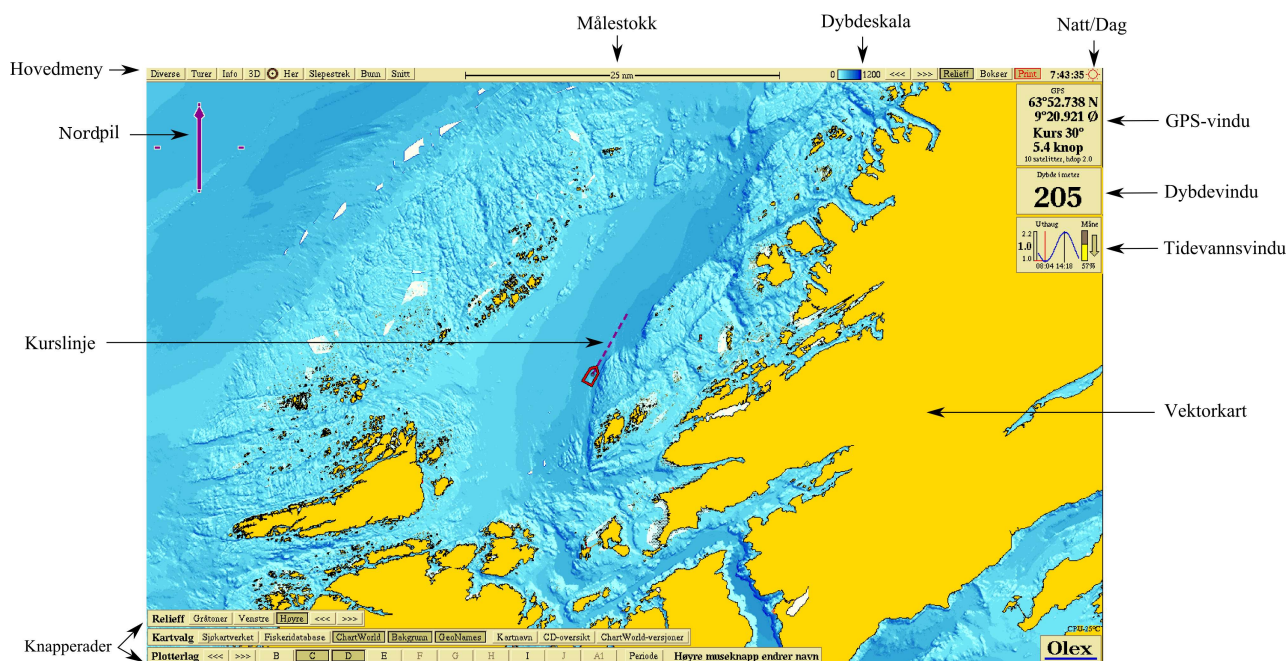 Målestokk Dybdeskala Natt/Dag
Hovedmeny
Diverse Turer Info 3D Her Slepestrek Bunn Snitt 25 nm 0 1200 <<< >>> Relieff Bokser Print 7:43:35
Nordpil
GPS
63°52.738 N
9°20.921 Ø
Kurs 30°
5.4 knop
10 satelitter, hdop 2.0
GPS-vindu
Dybde i meter
205
Dybdevindu
Uthaug Måne
2.2
1.0
1.0
08:04 14:18 57%
Tidevannsvindu
Kurslinje
Vektorkart
Relieff Gråtoner Venstre Høyre <<< >>>
Kartvalg Sjøkartverket Fiskeridatabase ChartWorld Bakgrunn GeoNames Kartnavn CD-oversikt ChartWorld-versjoner
Knapperader
Plotterlag <<< >>> B C D E F G H I J A1 Periode Høyre museknapp endrer navn
CPU-25°C
Olex